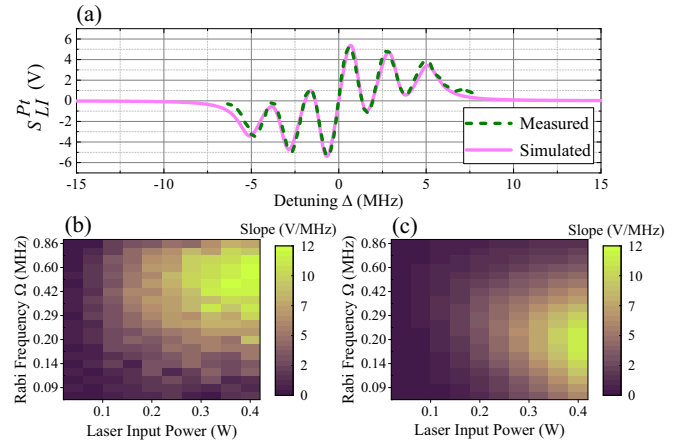 (a)
6
4
2
0
-2
-4
-6
S^{Pt}_{LI} (V)
Measured
Simulated
-15 -10 -5 0 5 10 15
Detuning Δ (MHz)
(b)
Slope (V/MHz)
Rabi Frequency Ω (MHz)
0.86
0.60
0.42
0.29
0.20
0.14
0.09
12
10
8
5
2
0
0.1 0.2 0.3 0.4
Laser Input Power (W)
(c)
Slope (V/MHz)
Rabi Frequency Ω (MHz)
0.86
0.60
0.42
0.29
0.20
0.14
0.09
12
10
8
5
2
0
0.1 0.2 0.3 0.4
Laser Input Power (W)